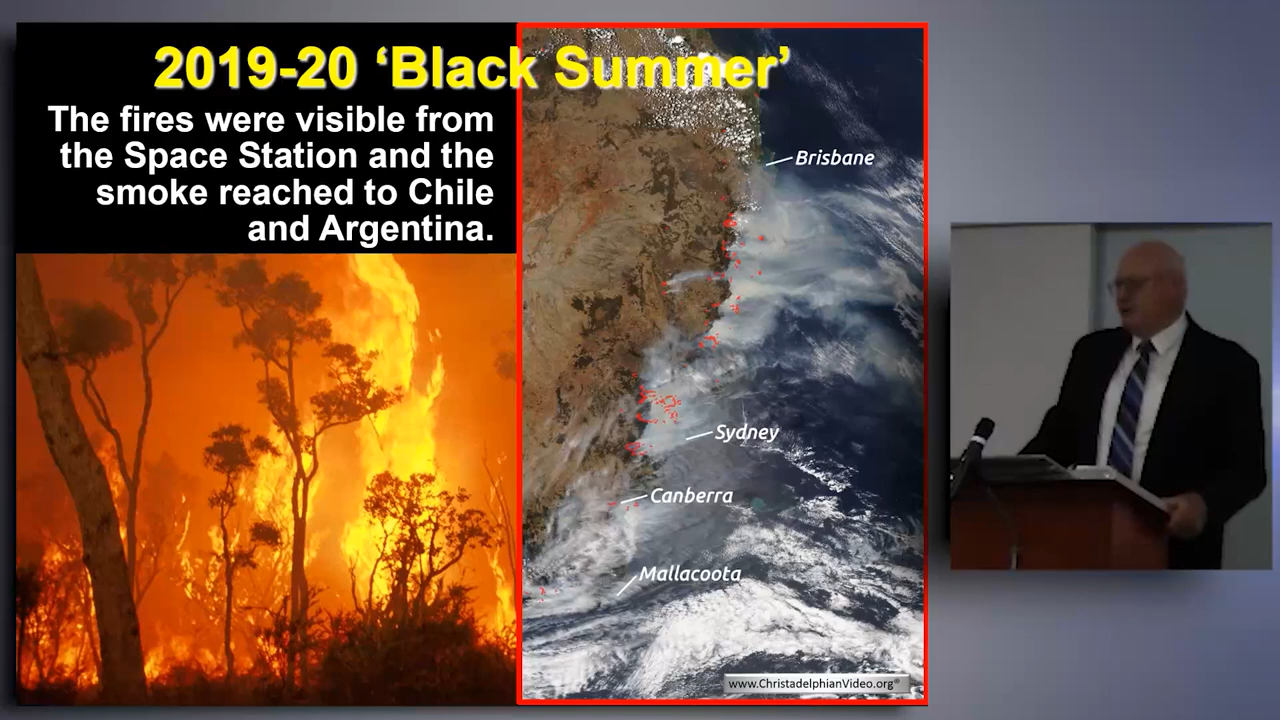 2019-20 ‘Black Summer’
The fires were visible from
the Space Station and the
smoke reached to Chile
and Argentina.
Brisbane
Sydney
Canberra
Mallacoota
www.ChristadelphianVideo.org®